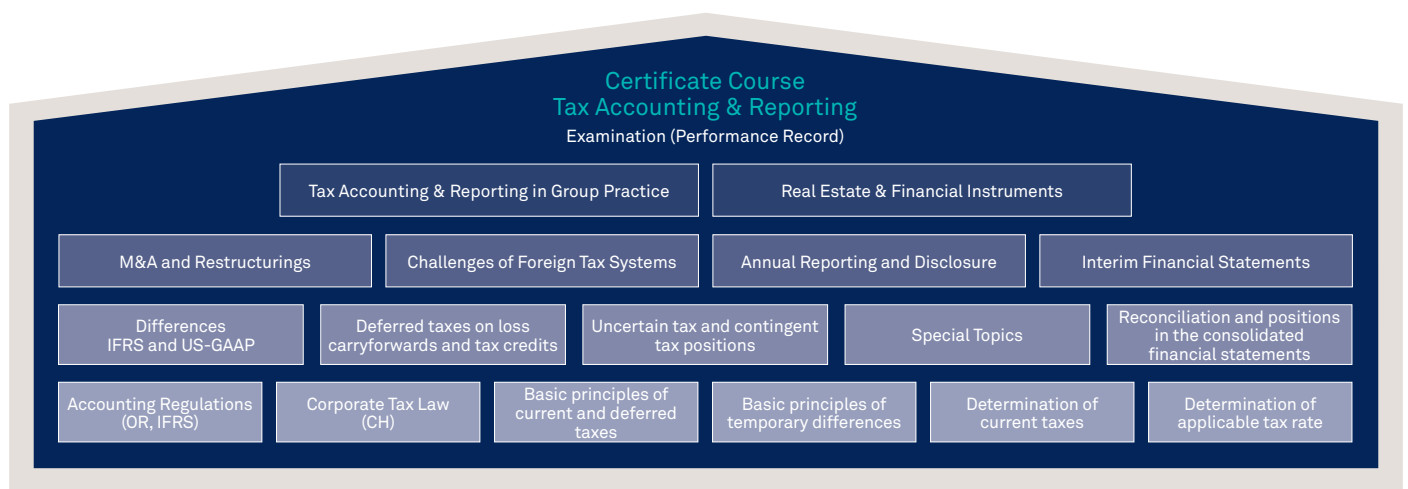 Certificate Course
Tax Accounting & Reporting
Examination (Performance Record)
Tax Accounting & Reporting in Group Practice
Real Estate & Financial Instruments
M&A and Restructurings
Challenges of Foreign Tax Systems
Annual Reporting and Disclosure
Interim Financial Statements
Differences
IFRS and US-GAAP
Deferred taxes on loss
carryforwards and tax credits
Uncertain tax and contingent
tax positions
Special Topics
Reconciliation and positions
in the consolidated
financial statements
Accounting Regulations
(OR, IFRS)
Corporate Tax Law
(CH)
Basic principles of
current and deferred
taxes
Basic principles of
temporary differences
Determination of
current taxes
Determination of
applicable tax rate